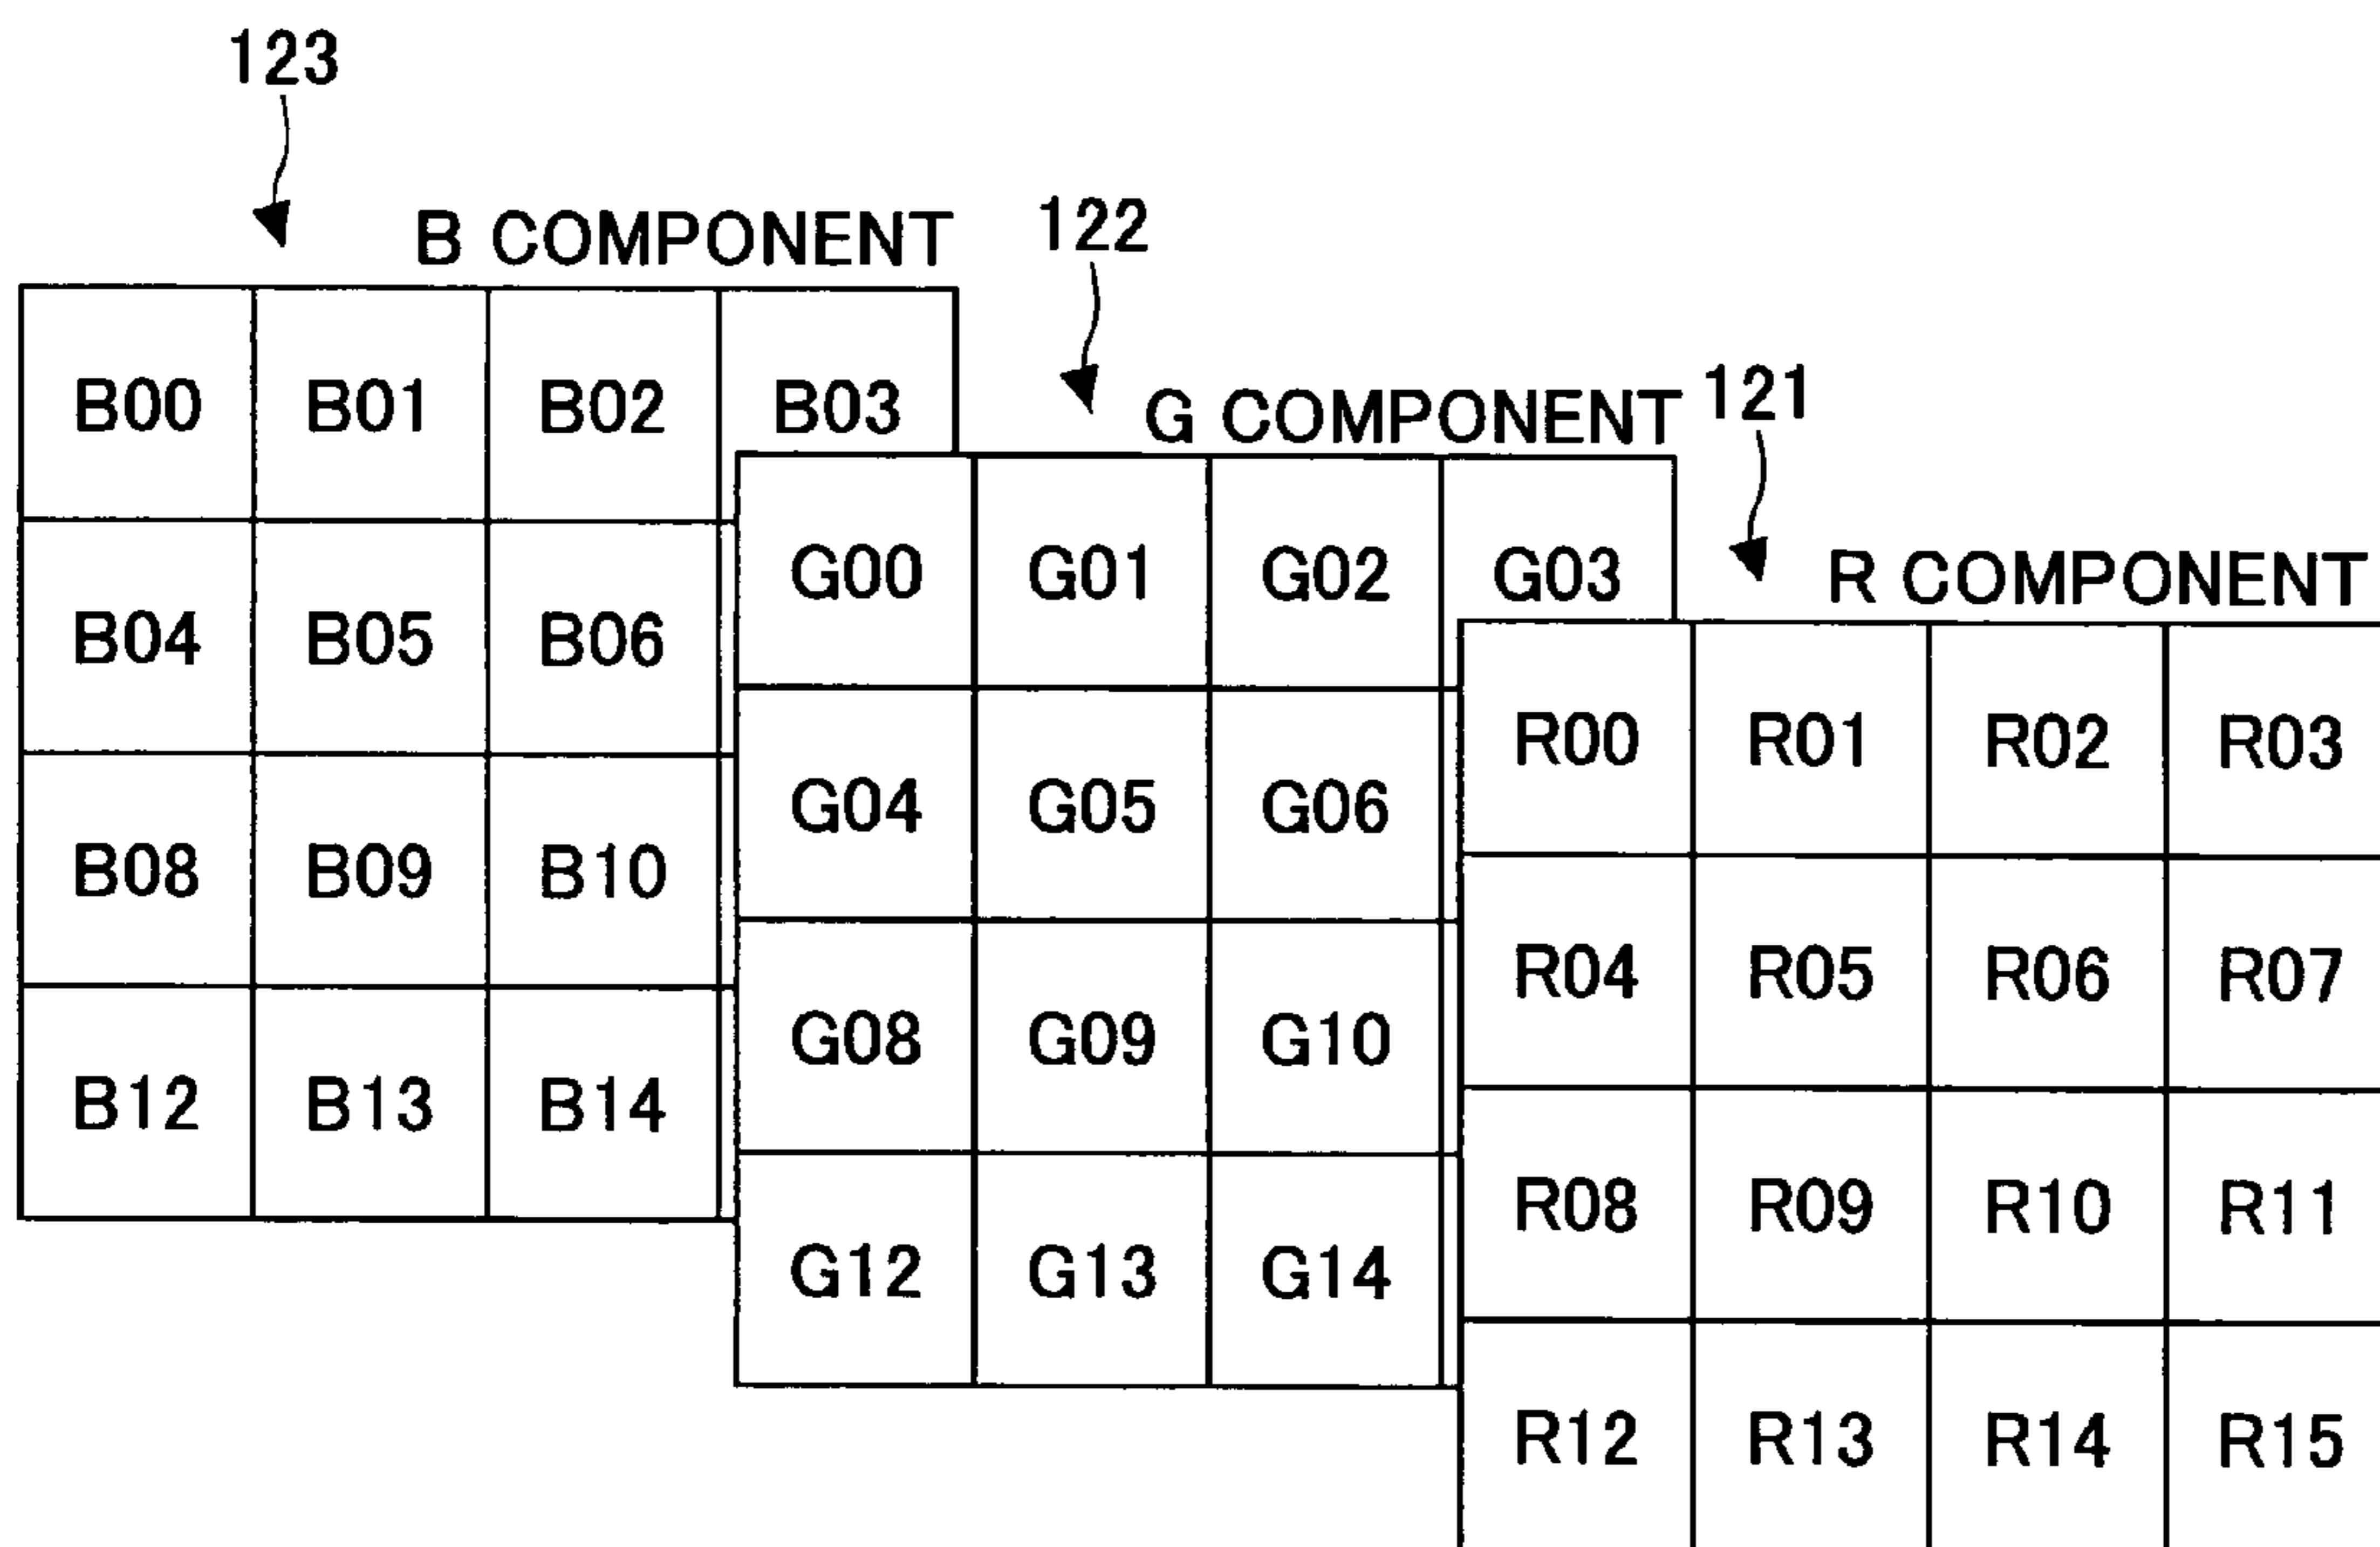 123
B COMPONENT
122
G COMPONENT
121
R COMPONENT
B00 B01 B02 B03
B04 B05 B06
B08 B09 B10
B12 B13 B14
G00 G01 G02 G03
G04 G05 G06
G08 G09 G10
G12 G13 G14
R00 R01 R02 R03
R04 R05 R06 R07
R08 R09 R10 R11
R12 R13 R14 R15